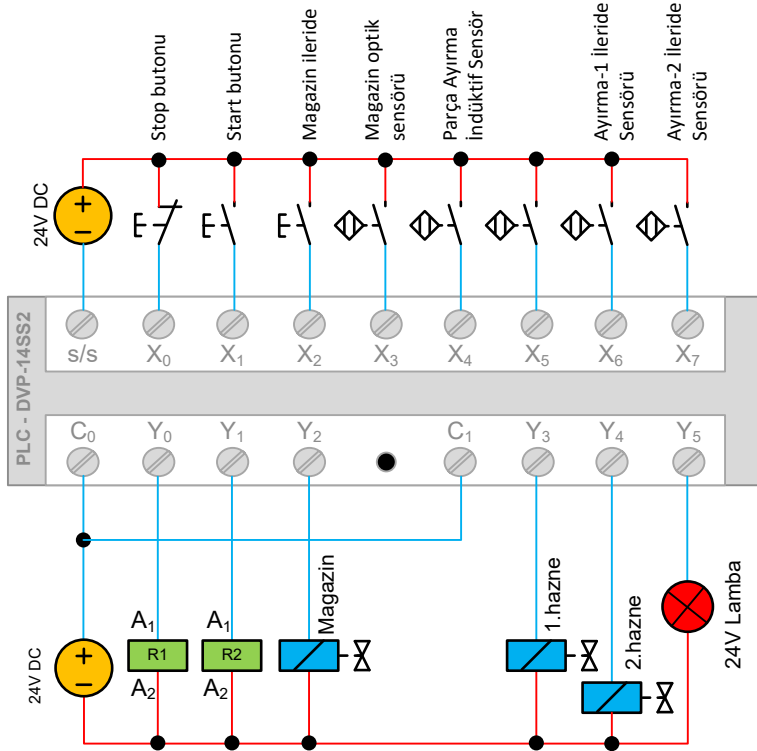 Stop butonu
Start butonu
Magazin ileride
Magazin optik
sensörü
Parça Ayırma
İndüktif Sensör
Ayırma-1 İleride
Sensörü
Ayırma-2 İleride
Sensörü
24V DC
+
−
PLC - DVP-14SS2
s/s X₀ X₁ X₂ X₃ X₄ X₅ X₆ X₇
C₀ Y₀ Y₁ Y₂ C₁ Y₃ Y₄ Y₅
24V DC
+
−
A₁ A₁
R1 R2
A₂ A₂
Magazin
1.hazne
2.hazne
24V Lamba